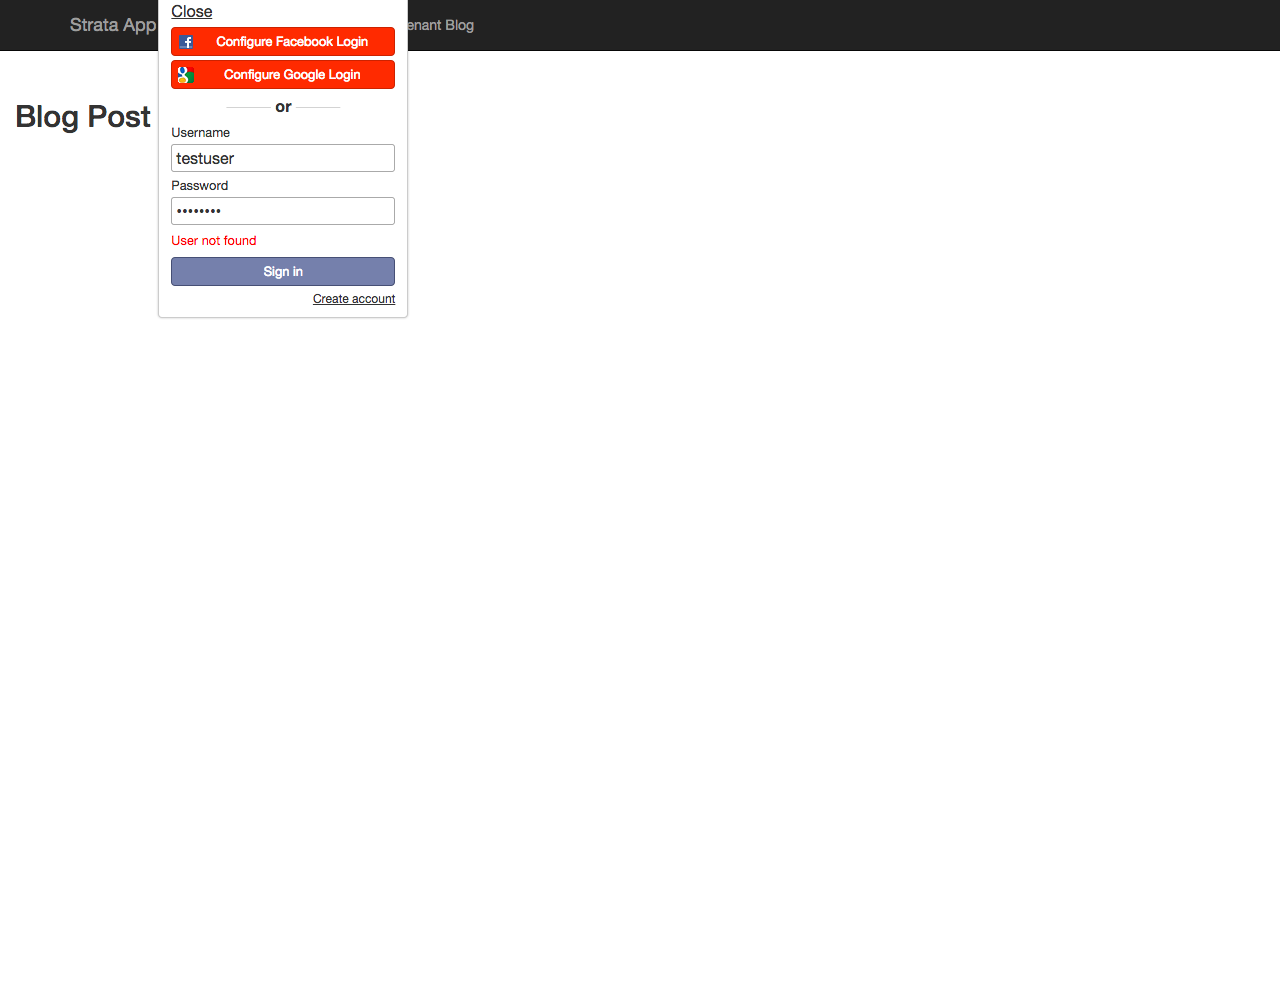 Strata App
Close
Configure Facebook Login
Configure Google Login
or
Username
testuser
Password
User not found
Sign in
Create account
Blog
Blog Post